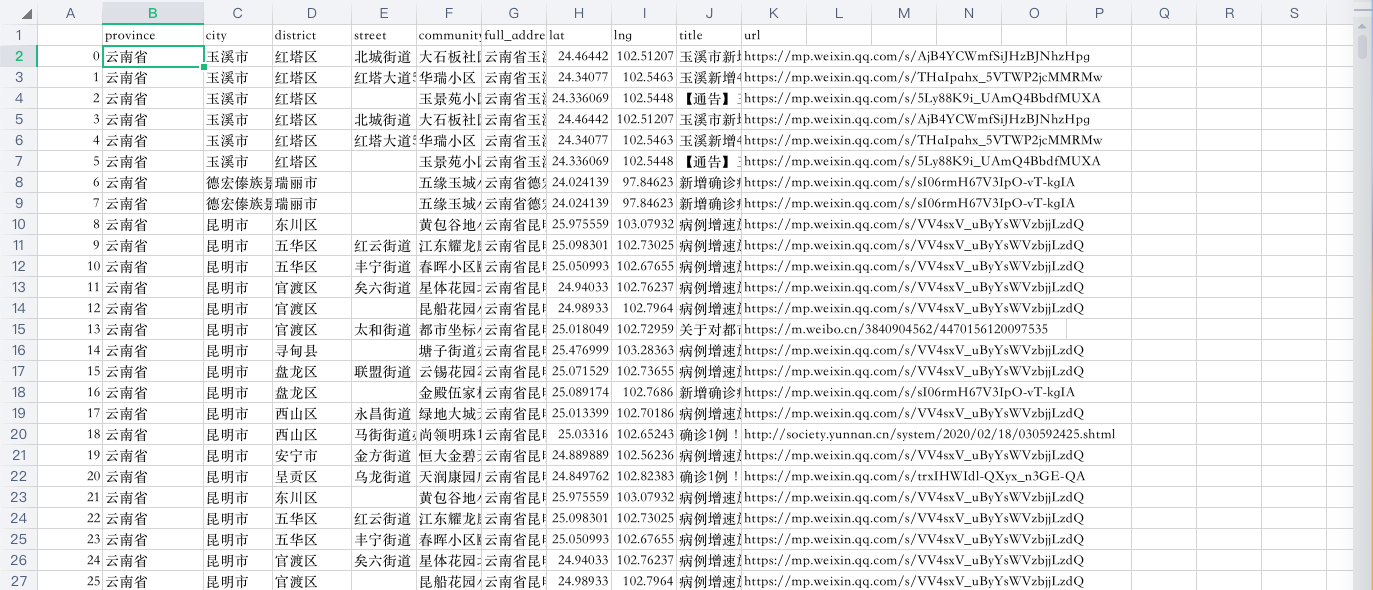 A B C D E F G H I J K L M N O P Q R S
1 province city district street community full_addre lat lng title url
2 0 云南省 玉溪市 红塔区 北城街道 大石板社 云南省玉 24.46442 102.51207 玉溪市新 https://mp.weixin.qq.com/s/AjB4YCWmfSiJHzBJNhzHpg
3 1 云南省 玉溪市 红塔区 红塔大道 华瑞小区 云南省玉 24.34077 102.5463 玉溪新增 https://mp.weixin.qq.com/s/THaIpahx_5VTWP2jcMMRMw
4 2 云南省 玉溪市 红塔区 玉景苑小 云南省玉 24.336069 102.5448 【通告】 https://mp.weixin.qq.com/s/5Ly88K9i_UAmQ4BbdfMUXA
5 3 云南省 玉溪市 红塔区 北城街道 大石板社 云南省玉 24.46442 102.51207 玉溪市新 https://mp.weixin.qq.com/s/AjB4YCWmfSiJHzBJNhzHpg
6 4 云南省 玉溪市 红塔区 红塔大道 华瑞小区 云南省玉 24.34077 102.5463 玉溪新增 https://mp.weixin.qq.com/s/THaIpahx_5VTWP2jcMMRMw
7 5 云南省 玉溪市 红塔区 玉景苑小 云南省玉 24.336069 102.5448 【通告】 https://mp.weixin.qq.com/s/5Ly88K9i_UAmQ4BbdfMUXA
8 6 云南省 德宏傣族 瑞丽市 五缘玉城 云南省德 24.024139 97.84623 新增确诊 https://mp.weixin.qq.com/s/sI06rmH67V3IpO-vT-kgIA
9 7 云南省 德宏傣族 瑞丽市 五缘玉城 云南省德 24.024139 97.84623 新增确诊 https://mp.weixin.qq.com/s/sI06rmH67V3IpO-vT-kgIA
10 8 云南省 昆明市 东川区 黄包谷地 云南省昆 25.975559 103.07932 病例增速 https://mp.weixin.qq.com/s/VV4sxV_uByYsWVzbjjLzdQ
11 9 云南省 昆明市 五华区 红云街道 江东耀龙 云南省昆 25.098301 102.73025 病例增速 https://mp.weixin.qq.com/s/VV4sxV_uByYsWVzbjjLzdQ
12 10 云南省 昆明市 五华区 丰宁街道 春晖小区 云南省昆 25.050993 102.67655 病例增速 https://mp.weixin.qq.com/s/VV4sxV_uByYsWVzbjjLzdQ
13 11 云南省 昆明市 官渡区 矣六街道 星体花园 云南省昆 24.94033 102.76237 病例增速 https://mp.weixin.qq.com/s/VV4sxV_uByYsWVzbjjLzdQ
14 12 云南省 昆明市 官渡区 昆船花园 云南省昆 24.98933 102.7964 病例增速 https://mp.weixin.qq.com/s/VV4sxV_uByYsWVzbjjLzdQ
15 13 云南省 昆明市 官渡区 太和街道 都市坐标 云南省昆 25.018049 102.72959 关于对都 https://m.weibo.cn/3840904562/4470156120097535
16 14 云南省 昆明市 寻甸县 塘子街道 云南省昆 25.476999 103.28363 病例增速 https://mp.weixin.qq.com/s/VV4sxV_uByYsWVzbjjLzdQ
17 15 云南省 昆明市 盘龙区 联盟街道 云锡花园 云南省昆 25.071529 102.73655 病例增速 https://mp.weixin.qq.com/s/VV4sxV_uByYsWVzbjjLzdQ
18 16 云南省 昆明市 盘龙区 金殿伍家 云南省昆 25.089174 102.7686 新增确诊 https://mp.weixin.qq.com/s/sI06rmH67V3IpO-vT-kgIA
19 17 云南省 昆明市 西山区 永昌街道 绿地大城 云南省昆 25.013399 102.70186 病例增速 https://mp.weixin.qq.com/s/VV4sxV_uByYsWVzbjjLzdQ
20 18 云南省 昆明市 西山区 马街街道 尚领明珠 云南省昆 25.03316 102.65243 确诊1例！ http://society.yunnan.cn/system/2020/02/18/030592425.shtml
21 19 云南省 昆明市 安宁市 金方街道 恒大金碧 云南省昆 24.889889 102.56236 病例增速 https://mp.weixin.qq.com/s/VV4sxV_uByYsWVzbjjLzdQ
22 20 云南省 昆明市 呈贡区 乌龙街道 天润康园 云南省昆 24.849762 102.82383 确诊1例！ https://mp.weixin.qq.com/s/trxIHWIdl-QXyx_n3GE-QA
23 21 云南省 昆明市 东川区 黄包谷地 云南省昆 25.975559 103.07932 病例增速 https://mp.weixin.qq.com/s/VV4sxV_uByYsWVzbjjLzdQ
24 22 云南省 昆明市 五华区 红云街道 江东耀龙 云南省昆 25.098301 102.73025 病例增速 https://mp.weixin.qq.com/s/VV4sxV_uByYsWVzbjjLzdQ
25 23 云南省 昆明市 五华区 丰宁街道 春晖小区 云南省昆 25.050993 102.67655 病例增速 https://mp.weixin.qq.com/s/VV4sxV_uByYsWVzbjjLzdQ
26 24 云南省 昆明市 官渡区 矣六街道 星体花园 云南省昆 24.94033 102.76237 病例增速 https://mp.weixin.qq.com/s/VV4sxV_uByYsWVzbjjLzdQ
27 25 云南省 昆明市 官渡区 昆船花园 云南省昆 24.98933 102.7964 病例增速 https://mp.weixin.qq.com/s/VV4sxV_uByYsWVzbjjLzdQ